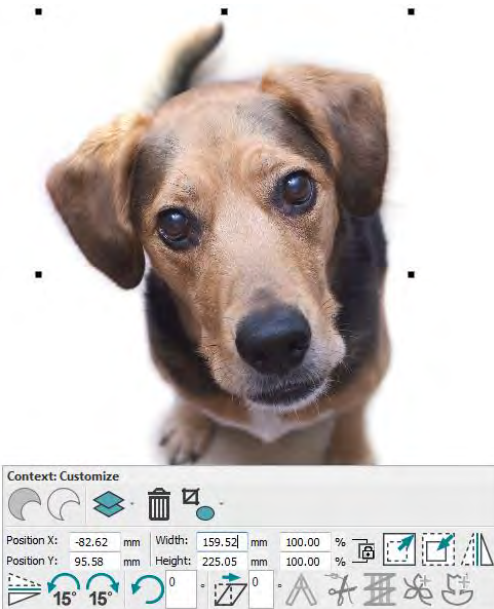 Context: Customize
Position X: -82.62 mm Width: 159.52 mm 100.00 %
Position Y: 95.58 mm Height: 225.05 mm 100.00 %
15° 15° 0 ° 0 °